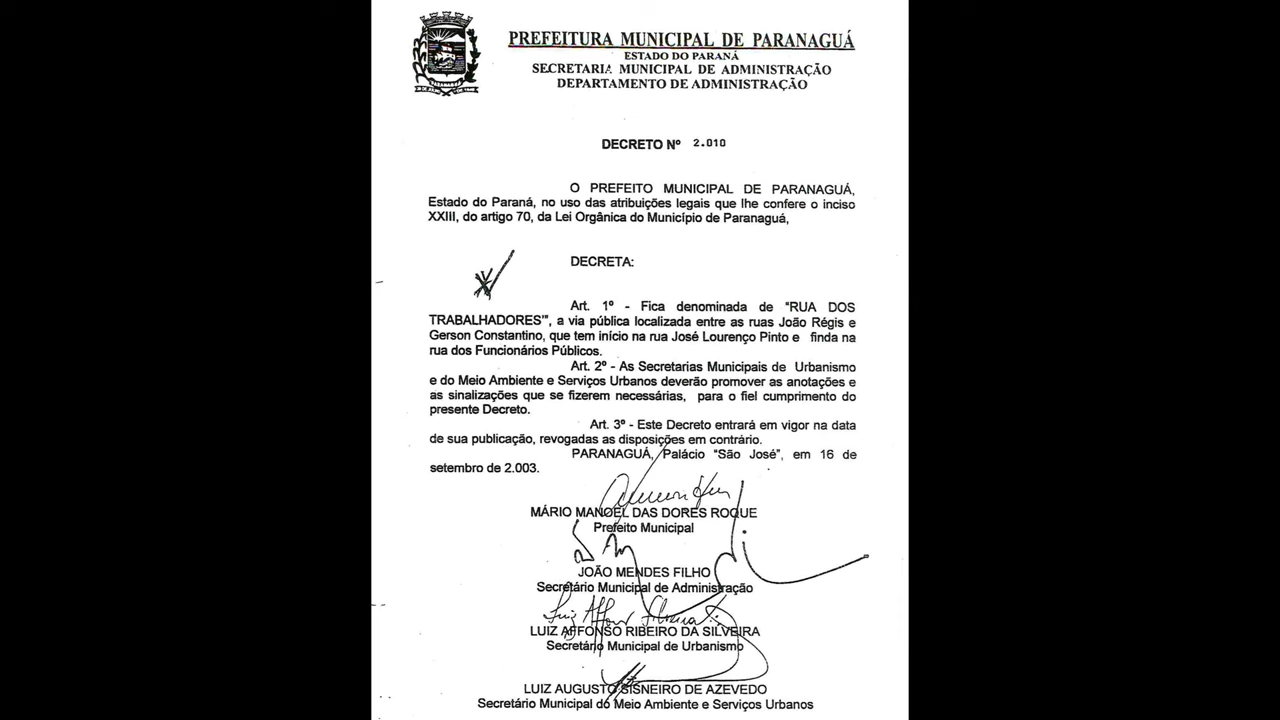 PREFEITURA MUNICIPAL DE PARANAGUÁ
ESTADO DO PARANÁ
SECRETARIA MUNICIPAL DE ADMINISTRAÇÃO
DEPARTAMENTO DE ADMINISTRAÇÃO
DECRETO Nº 2.010
O PREFEITO MUNICIPAL DE PARANAGUÁ,
Estado do Paraná, no uso das atribuições legais que lhe confere o inciso
XXIII, do artigo 70, da Lei Orgânica do Município de Paranaguá,
DECRETA:
Art. 1º - Fica denominada de "RUA DOS
TRABALHADORES"', a via pública localizada entre as ruas João Régis e
Gerson Constantino, que tem início na rua José Lourenço Pinto e finda na
rua dos Funcionários Públicos.
Art. 2º - As Secretarias Municipais de Urbanismo
e do Meio Ambiente e Serviços Urbanos deverão promover as anotações e
as sinalizações que se fizerem necessárias, para o fiel cumprimento do
presente Decreto.
Art. 3º - Este Decreto entrará em vigor na data
de sua publicação, revogadas as disposições em contrário.
PARANAGUÁ, Palácio "São José", em 16 de
setembro de 2.003.
MÁRIO MANOEL DAS DORES ROQUE
Prefeito Municipal
JOÃO MENDES FILHO
Secretário Municipal de Administração
LUIZ AFFONSO RIBEIRO DA SILVEIRA
Secretário Municipal de Urbanismo
LUIZ AUGUSTO SISNEIRO DE AZEVEDO
Secretário Municipal do Meio Ambiente e Serviços Urbanos